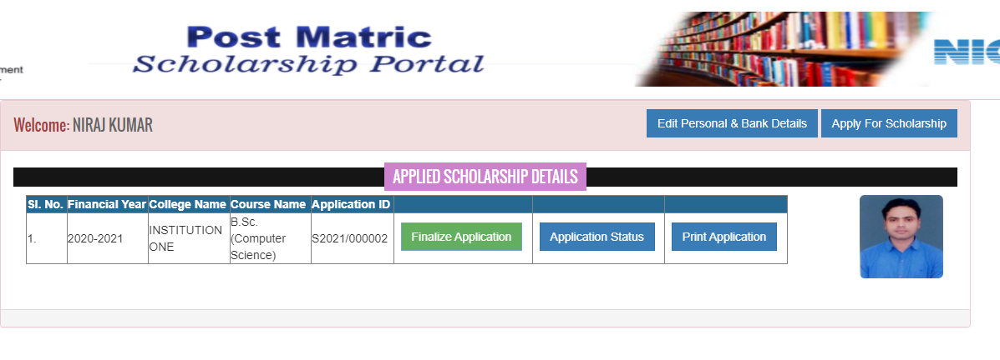 Post Matric
Scholarship Portal
Welcome: NIRAJ KUMAR
Edit Personal & Bank Details
Apply For Scholarship
APPLIED SCHOLARSHIP DETAILS
Sl. No. Financial Year College Name Course Name Application ID
1. 2020-2021 INSTITUTION ONE B.Sc. (Computer Science) S2021/000002 Finalize Application Application Status Print Application